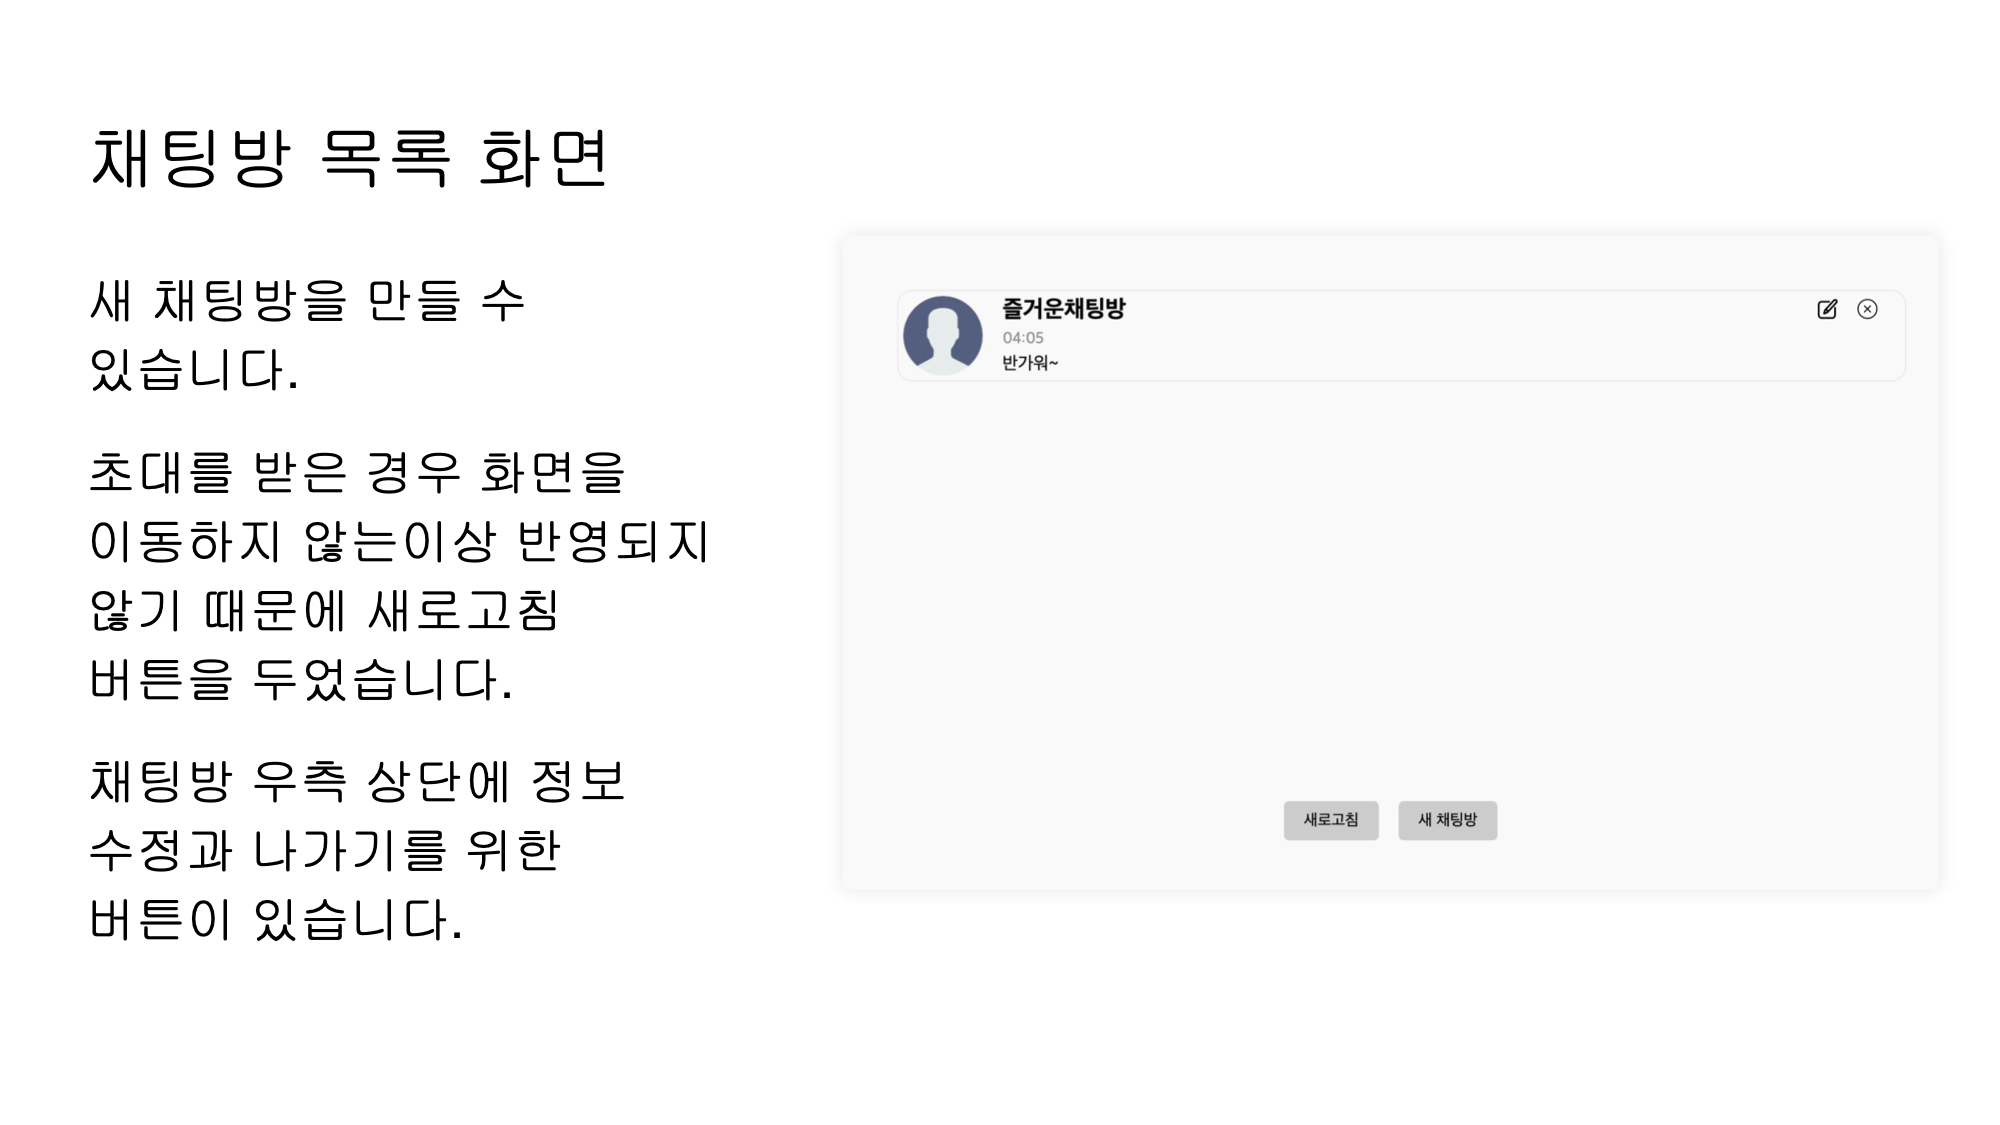 채팅방 목록 화면
새 채팅방을 만들 수
있습니다.
초대를 받은 경우 화면을
이동하지 않는이상 반영되지
않기 때문에 새로고침
버튼을 두었습니다.
채팅방 우측 상단에 정보
수정과 나가기를 위한
버튼이 있습니다.
즐거운채팅방
04:05
반가워~
새로고침
새 채팅방